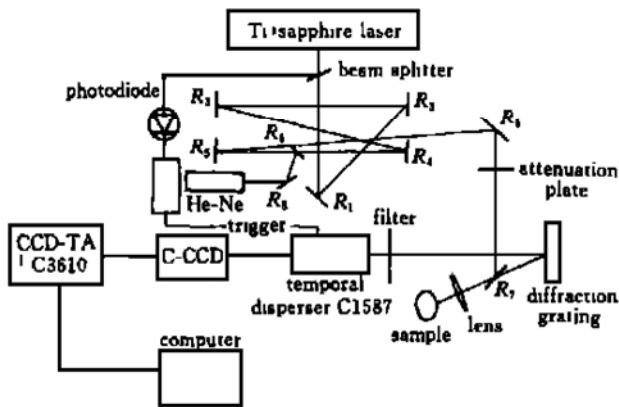 Ti:sapphire laser
beam splitter
photodiode
R3
R2
R6
R9
R5
R4
attenuation
plate
He-Ne
R8
R1
filter
trigger
CCD-TA
C3610
C-CCD
temporal
disperser C1587
R7
diffraction
grating
sample
lens
computer